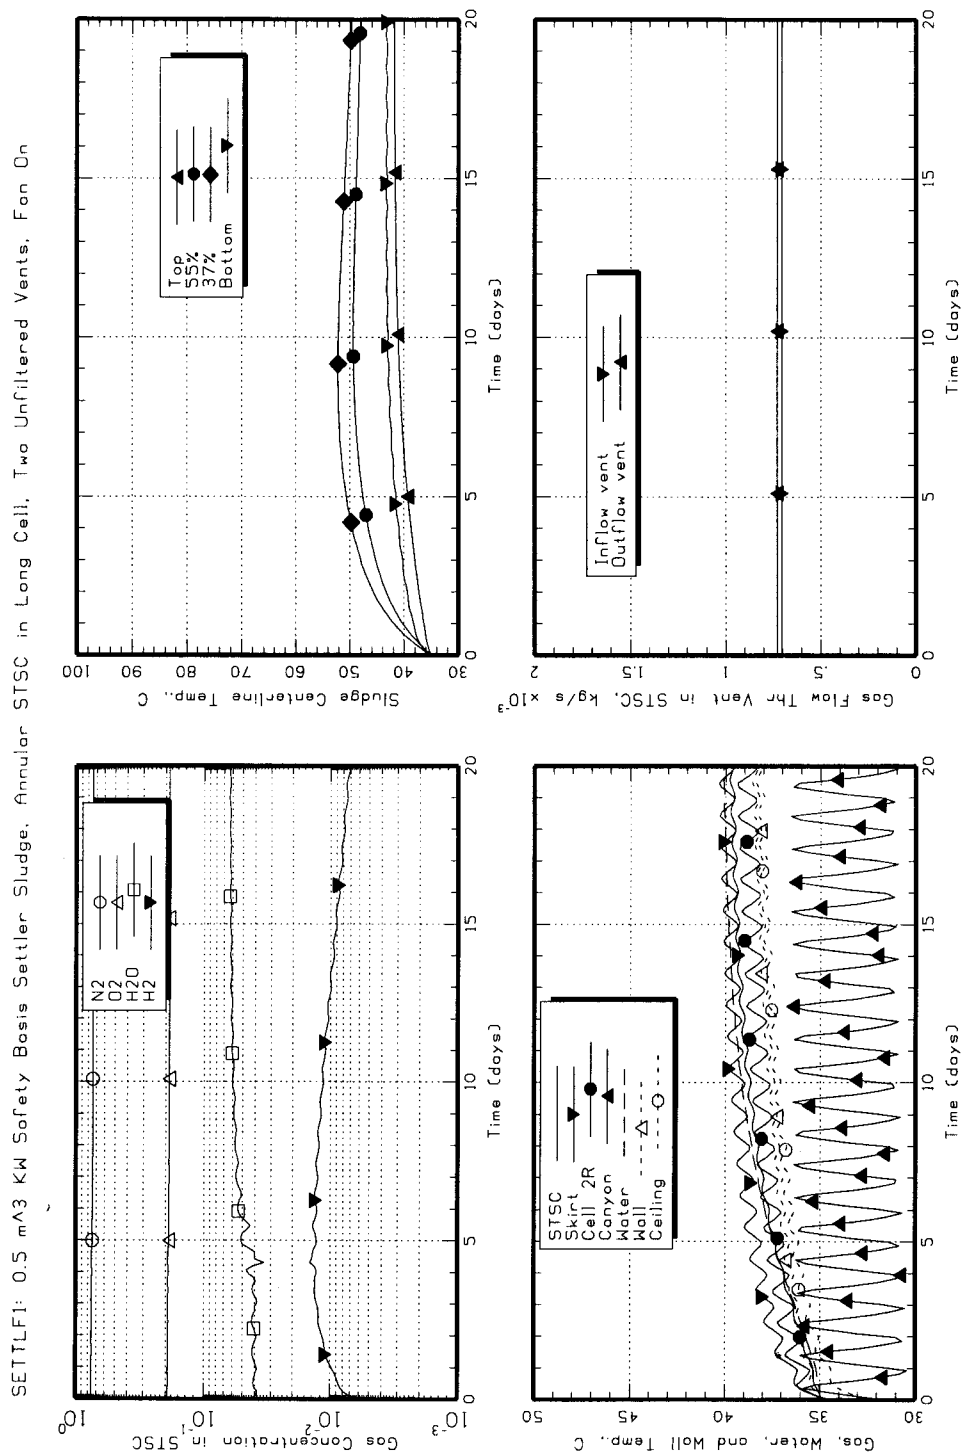 SETTLF1: 0.5 m^3 KW Safety Basis Settler Sludge, Annular STSC in Long Cell, Two Unfiltered Vents, Fan On
Gas Concentration in STSC
10^0
10^-1
10^-2
10^-3
N2
O2
H2O
H2
0
5
10
15
20
Time (days)
Sludge Centerline Temp., C
100
90
80
70
60
50
40
30
Top
55%
37%
Bottom
0
5
10
15
20
Time (days)
Gas, Water, and Wall Temp., C
50
45
40
35
30
STSC
Skirt
Cell 2R
Canyon
Water
Wall
Ceiling
0
5
10
15
20
Time (days)
Gas Flow Thr Vent in STSC, kg/s x10^-3
2
1.5
1
.5
0
Inflow vent
Outflow vent
0
5
10
15
20
Time (days)